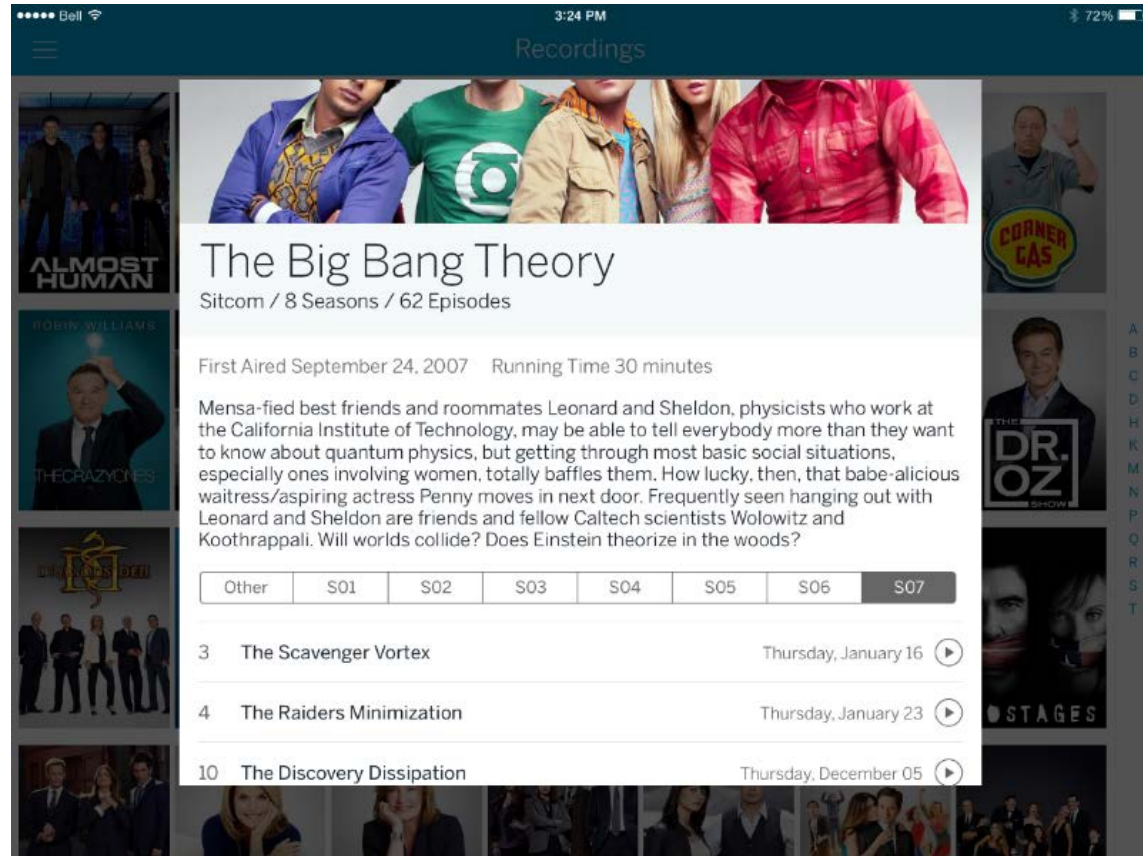 Bell 3:24 PM 72%
Recordings
ALMOST
HUMAN
CORNER
GAS
The Big Bang Theory
Sitcom / 8 Seasons / 62 Episodes
ROBIN WILLIAMS
THE CRAZY ONES
First Aired September 24, 2007 Running Time 30 minutes
Mensa-fied best friends and roommates Leonard and Sheldon, physicists who work at
the California Institute of Technology, may be able to tell everybody more than they want
to know about quantum physics, but getting through most basic social situations,
especially ones involving women, totally baffles them. How lucky, then, that babe-alicious
waitress/aspiring actress Penny moves in next door. Frequently seen hanging out with
Leonard and Sheldon are friends and fellow Caltech scientists Wolowitz and
Koothrappali. Will worlds collide? Does Einstein theorize in the woods?
THE
DR.
OZ
SHOW
Other S01 S02 S03 S04 S05 S06 S07
3 The Scavenger Vortex Thursday, January 16
4 The Raiders Minimization Thursday, January 23
10 The Discovery Dissipation Thursday, December 05
OSTAGES
A
B
C
D
H
K
M
N
P
Q
R
S
T